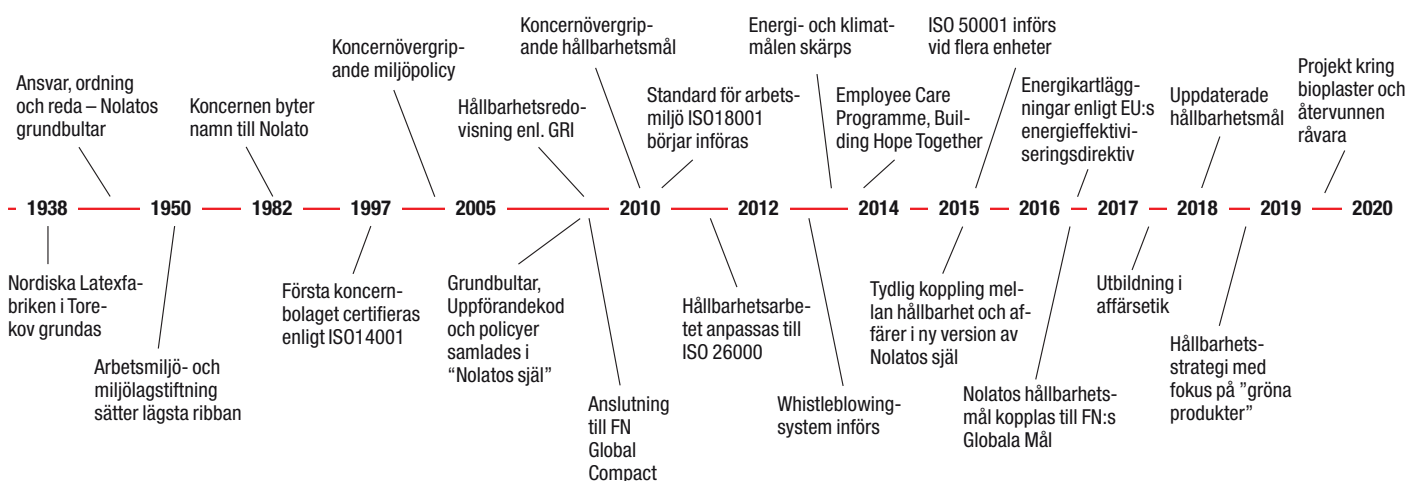 Ansvar, ordning
och reda – Nolatos
grundbultar
Koncernen byter
namn till Nolato
Koncernövergrip-
ande miljöpolicy
Hållbarhetsredo-
visning enl. GRI
Koncernövergrip-
ande hållbarhetsmål
Standard för arbets-
miljö ISO18001
börjar införas
Energi- och klimat-
målen skärps
Employee Care
Programme, Buil-
ding Hope Together
ISO 50001 införs
vid flera enheter
Energikartlägg-
ningar enligt EU:s
energieffektivi-
seringsdirektiv
Uppdaterade
hållbarhetsmål
Projekt kring
bioplaster och
återvunnen
råvara
1938 1950 1982 1997 2005 2010 2012 2014 2015 2016 2017 2018 2019 2020
Nordiska Latexfa-
briken i Tore-
kov grundas
Arbetsmiljö- och
miljölagstiftning
sätter lägsta ribban
Första koncern-
bolaget certifieras
enligt ISO14001
Grundbultar,
Uppförandekod
och policyer
samlades i
“Nolatos själ”
Anslutning
till FN
Global
Compact
Hållbarhetsarbe-
tet anpassas till
ISO 26000
Whistleblowing-
system införs
Tydlig koppling mel-
lan hållbarhet och af-
färer i ny version av
Nolatos själ
Nolatos hållbarhets-
mål kopplas till FN:s
Globala Mål
Utbildning i
affärsetik
Hållbarhets-
strategi med
fokus på ”gröna
produkter”